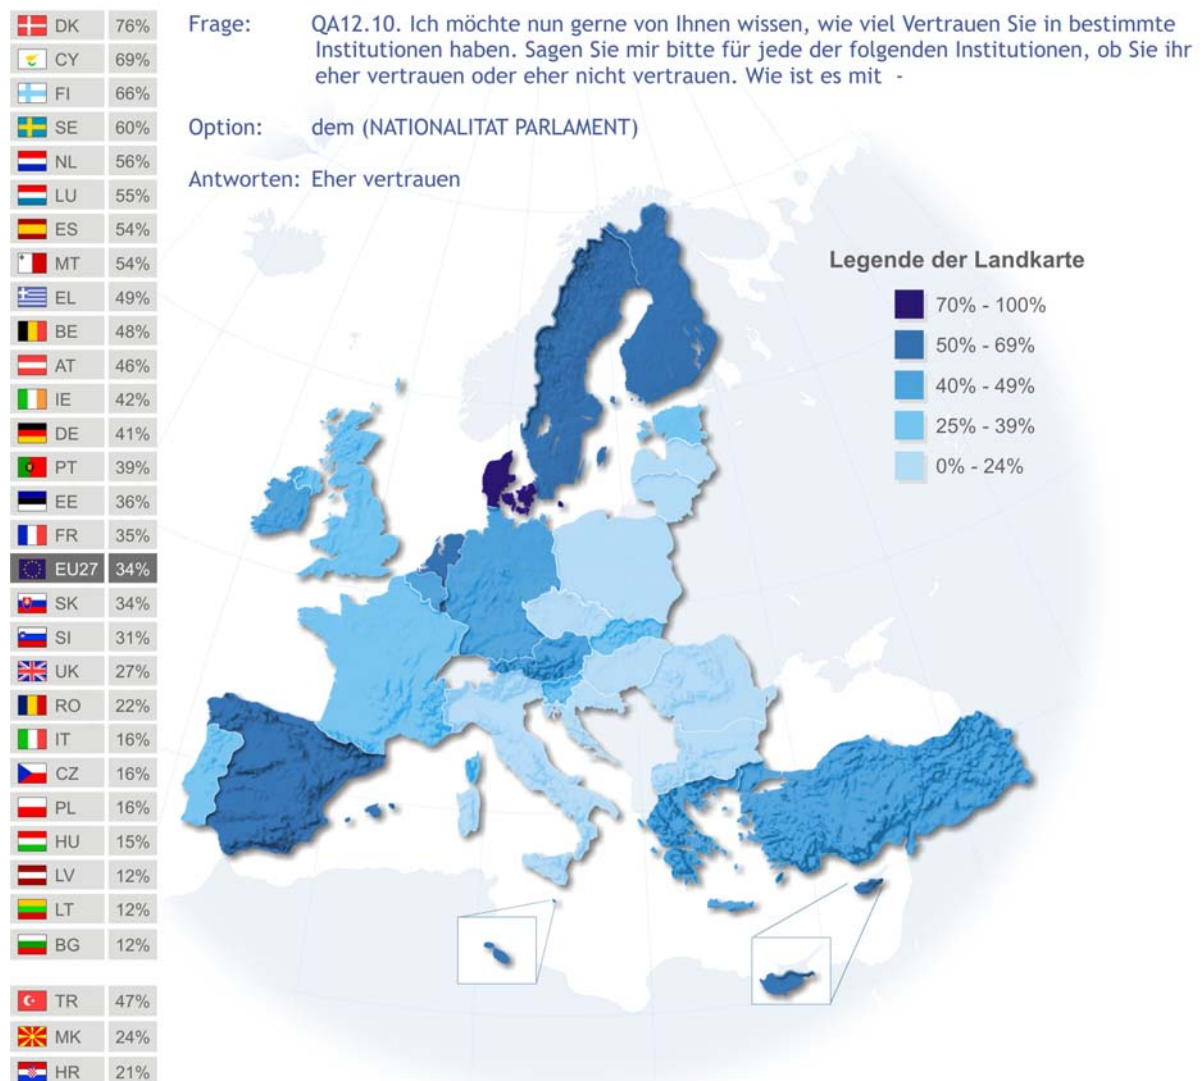 DK 76%
CY 69%
FI 66%
SE 60%
NL 56%
LU 55%
ES 54%
MT 54%
EL 49%
BE 48%
AT 46%
IE 42%
DE 41%
PT 39%
EE 36%
FR 35%
EU27 34%
SK 34%
SI 31%
UK 27%
RO 22%
IT 16%
CZ 16%
PL 16%
HU 15%
LV 12%
LT 12%
BG 12%
TR 47%
MK 24%
HR 21%
Frage: QA12.10. Ich möchte nun gerne von Ihnen wissen, wie viel Vertrauen Sie in bestimmte
Institutionen haben. Sagen Sie mir bitte für jede der folgenden Institutionen, ob Sie ihr
eher vertrauen oder eher nicht vertrauen. Wie ist es mit -
Option: dem (NATIONALITAT PARLAMENT)
Antworten: Eher vertrauen
Legende der Landkarte
70% - 100%
50% - 69%
40% - 49%
25% - 39%
0% - 24%